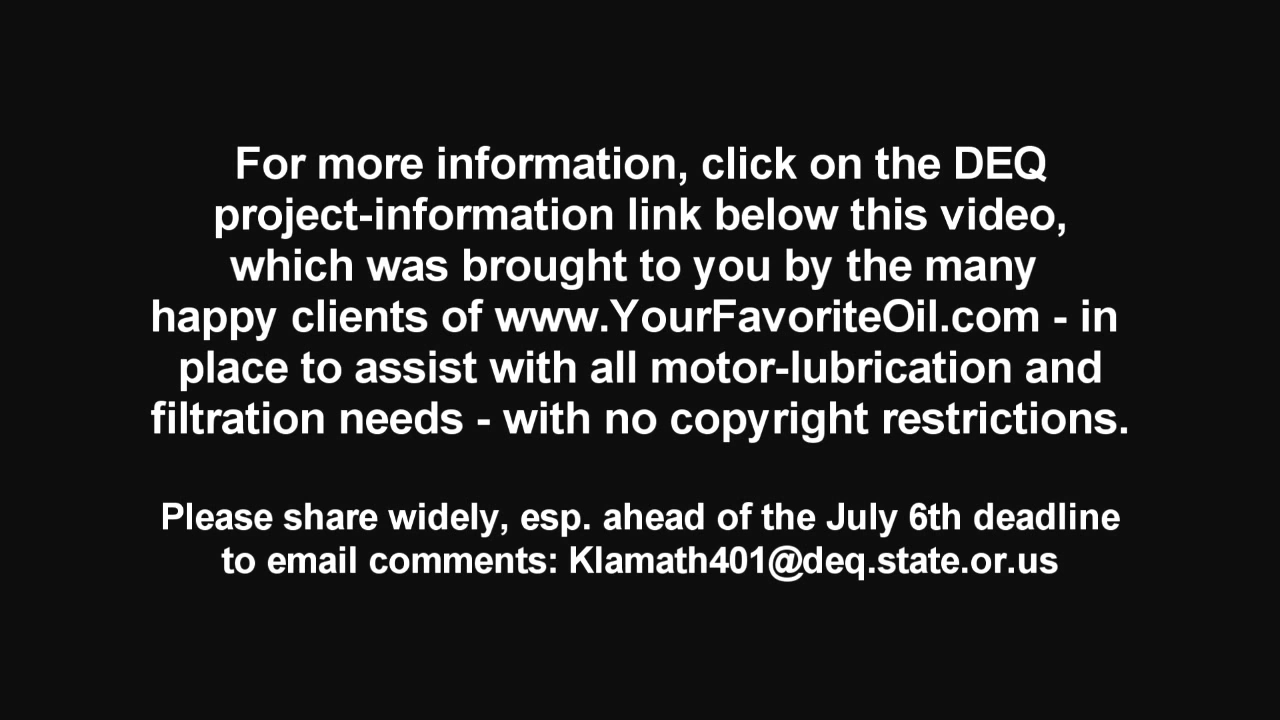 For more information, click on the DEQ
project-information link below this video,
which was brought to you by the many
happy clients of www.YourFavoriteOil.com - in
place to assist with all motor-lubrication and
filtration needs - with no copyright restrictions.
Please share widely, esp. ahead of the July 6th deadline
to email comments: Klamath401@deq.state.or.us